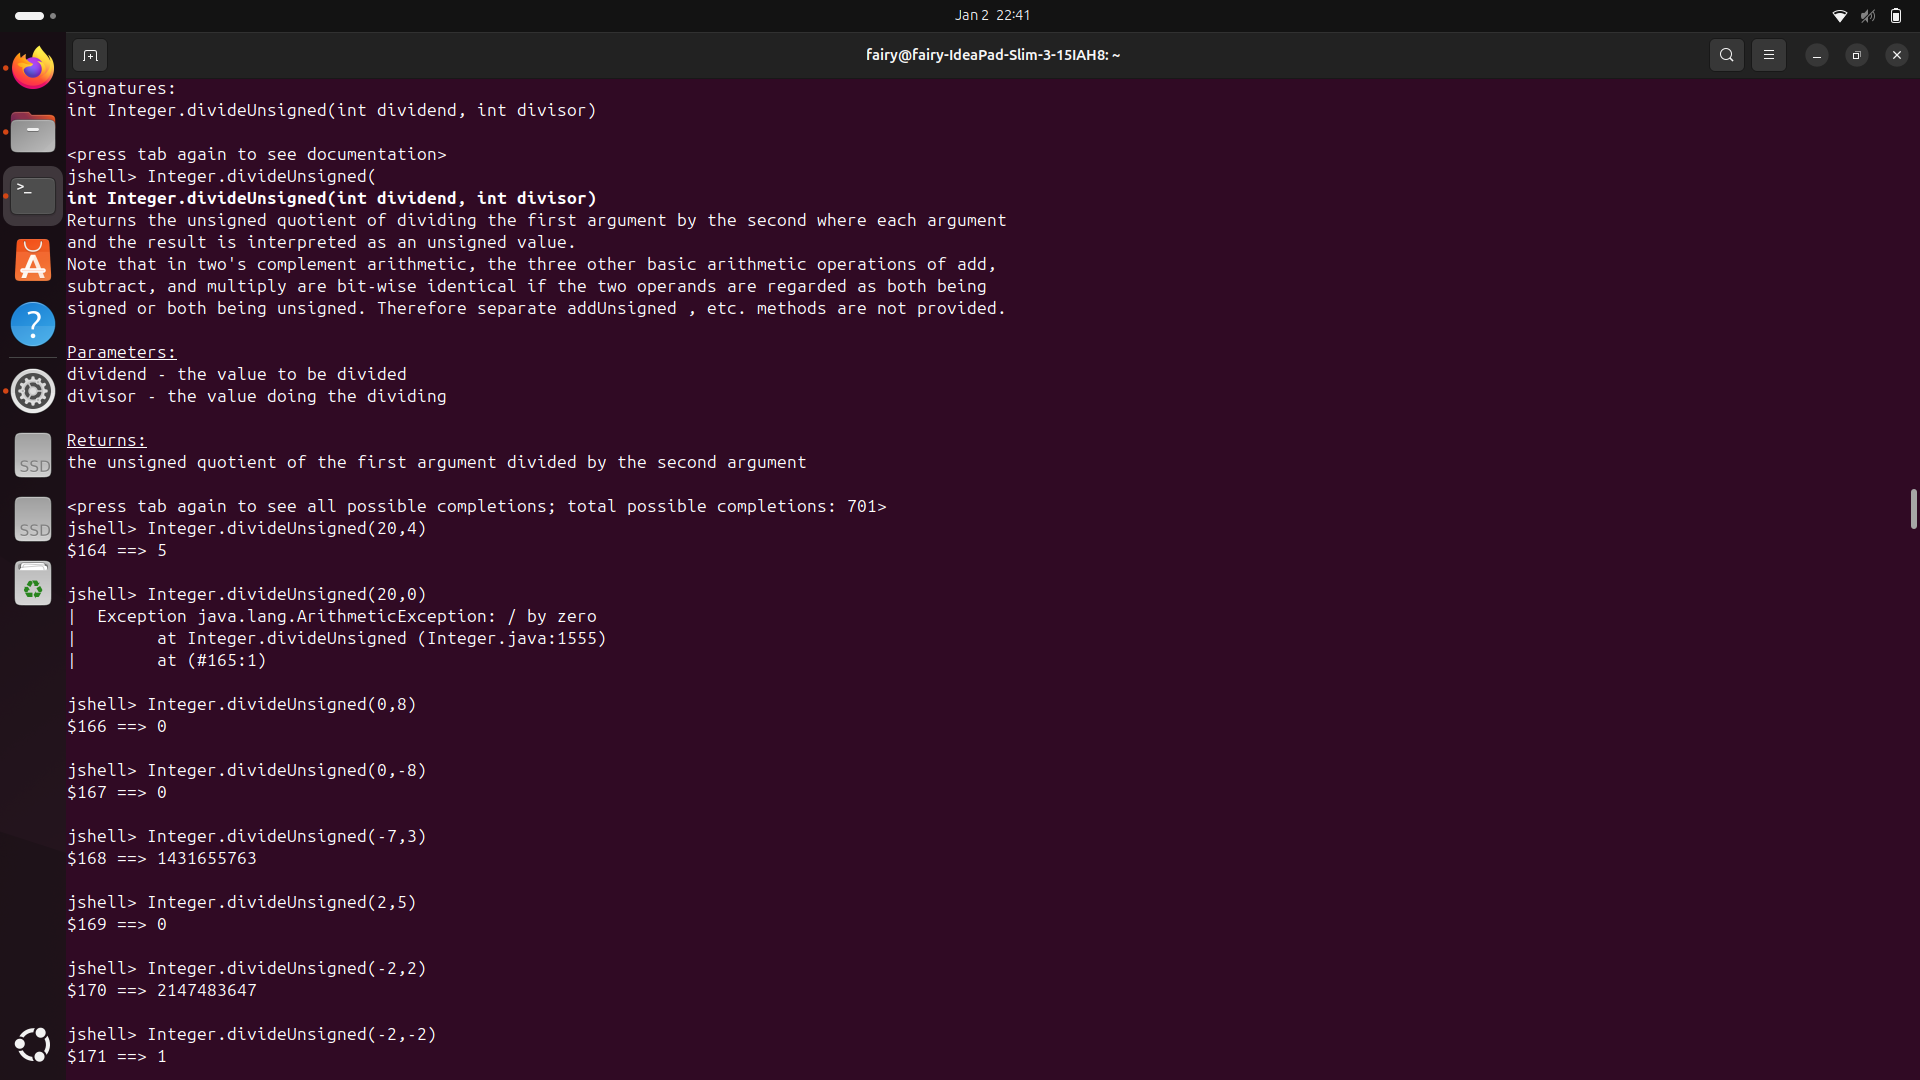 Jan 2 22:41
fairy@fairy-IdeaPad-Slim-3-15IAH8: ~
Signatures:
int Integer.divideUnsigned(int dividend, int divisor)
<press tab again to see documentation>
jshell> Integer.divideUnsigned(
int Integer.divideUnsigned(int dividend, int divisor)
Returns the unsigned quotient of dividing the first argument by the second where each argument
and the result is interpreted as an unsigned value.
Note that in two's complement arithmetic, the three other basic arithmetic operations of add,
subtract, and multiply are bit-wise identical if the two operands are regarded as both being
signed or both being unsigned. Therefore separate addUnsigned , etc. methods are not provided.
Parameters:
dividend - the value to be divided
divisor - the value doing the dividing
Returns:
the unsigned quotient of the first argument divided by the second argument
<press tab again to see all possible completions; total possible completions: 701>
jshell> Integer.divideUnsigned(20,4)
$164 ==> 5
jshell> Integer.divideUnsigned(20,0)
|  Exception java.lang.ArithmeticException: / by zero
|        at Integer.divideUnsigned (Integer.java:1555)
|        at (#165:1)
jshell> Integer.divideUnsigned(0,8)
$166 ==> 0
jshell> Integer.divideUnsigned(0,-8)
$167 ==> 0
jshell> Integer.divideUnsigned(-7,3)
$168 ==> 1431655763
jshell> Integer.divideUnsigned(2,5)
$169 ==> 0
jshell> Integer.divideUnsigned(-2,2)
$170 ==> 2147483647
jshell> Integer.divideUnsigned(-2,-2)
$171 ==> 1
>_
?
SSD
SSD